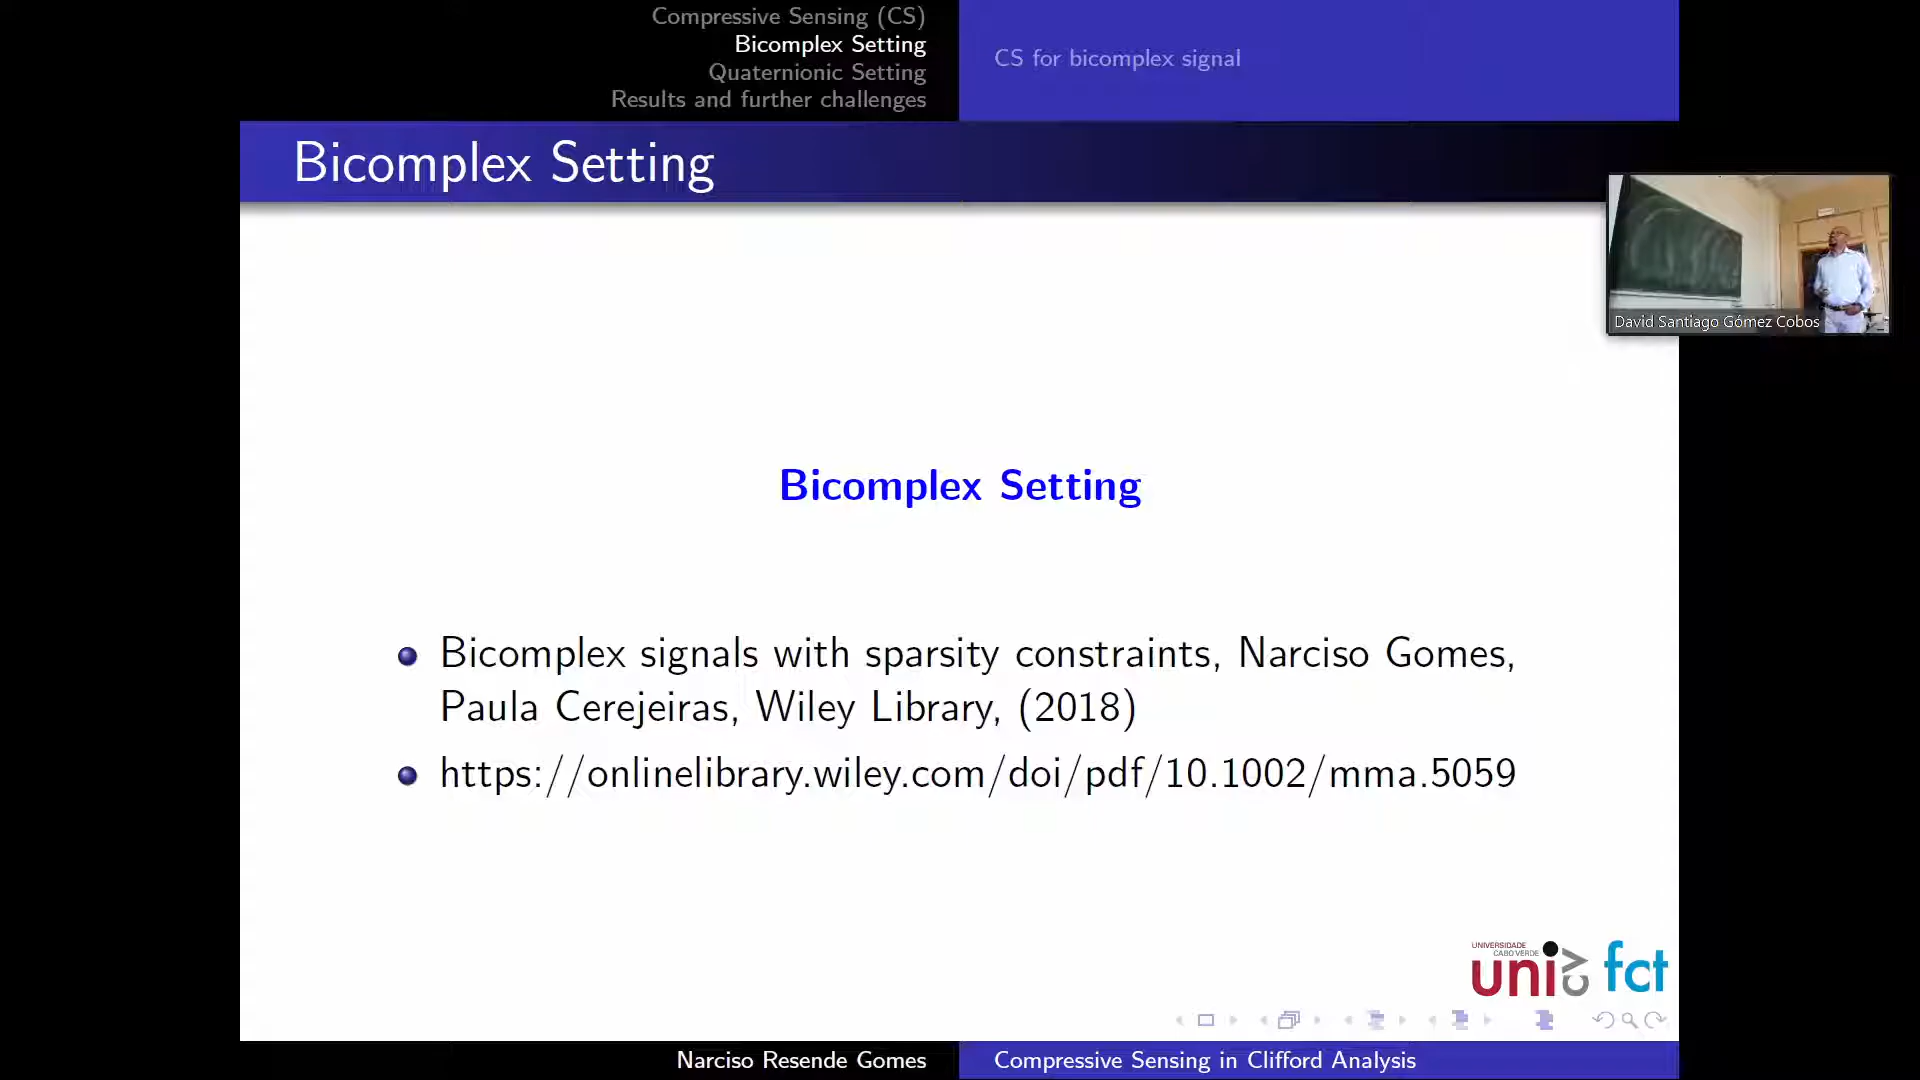 Compressive Sensing (CS)
Bicomplex Setting
Quaternionic Setting
Results and further challenges
CS for bicomplex signal
Bicomplex Setting
David Santiago Gómez Cobos
Bicomplex Setting
Bicomplex signals with sparsity constraints, Narciso Gomes,
Paula Cerejeiras, Wiley Library, (2018)
https://onlinelibrary.wiley.com/doi/pdf/10.1002/mma.5059
UNIVERSIDADE
CABO VERDE
uni cv
fct
Narciso Resende Gomes
Compressive Sensing in Clifford Analysis